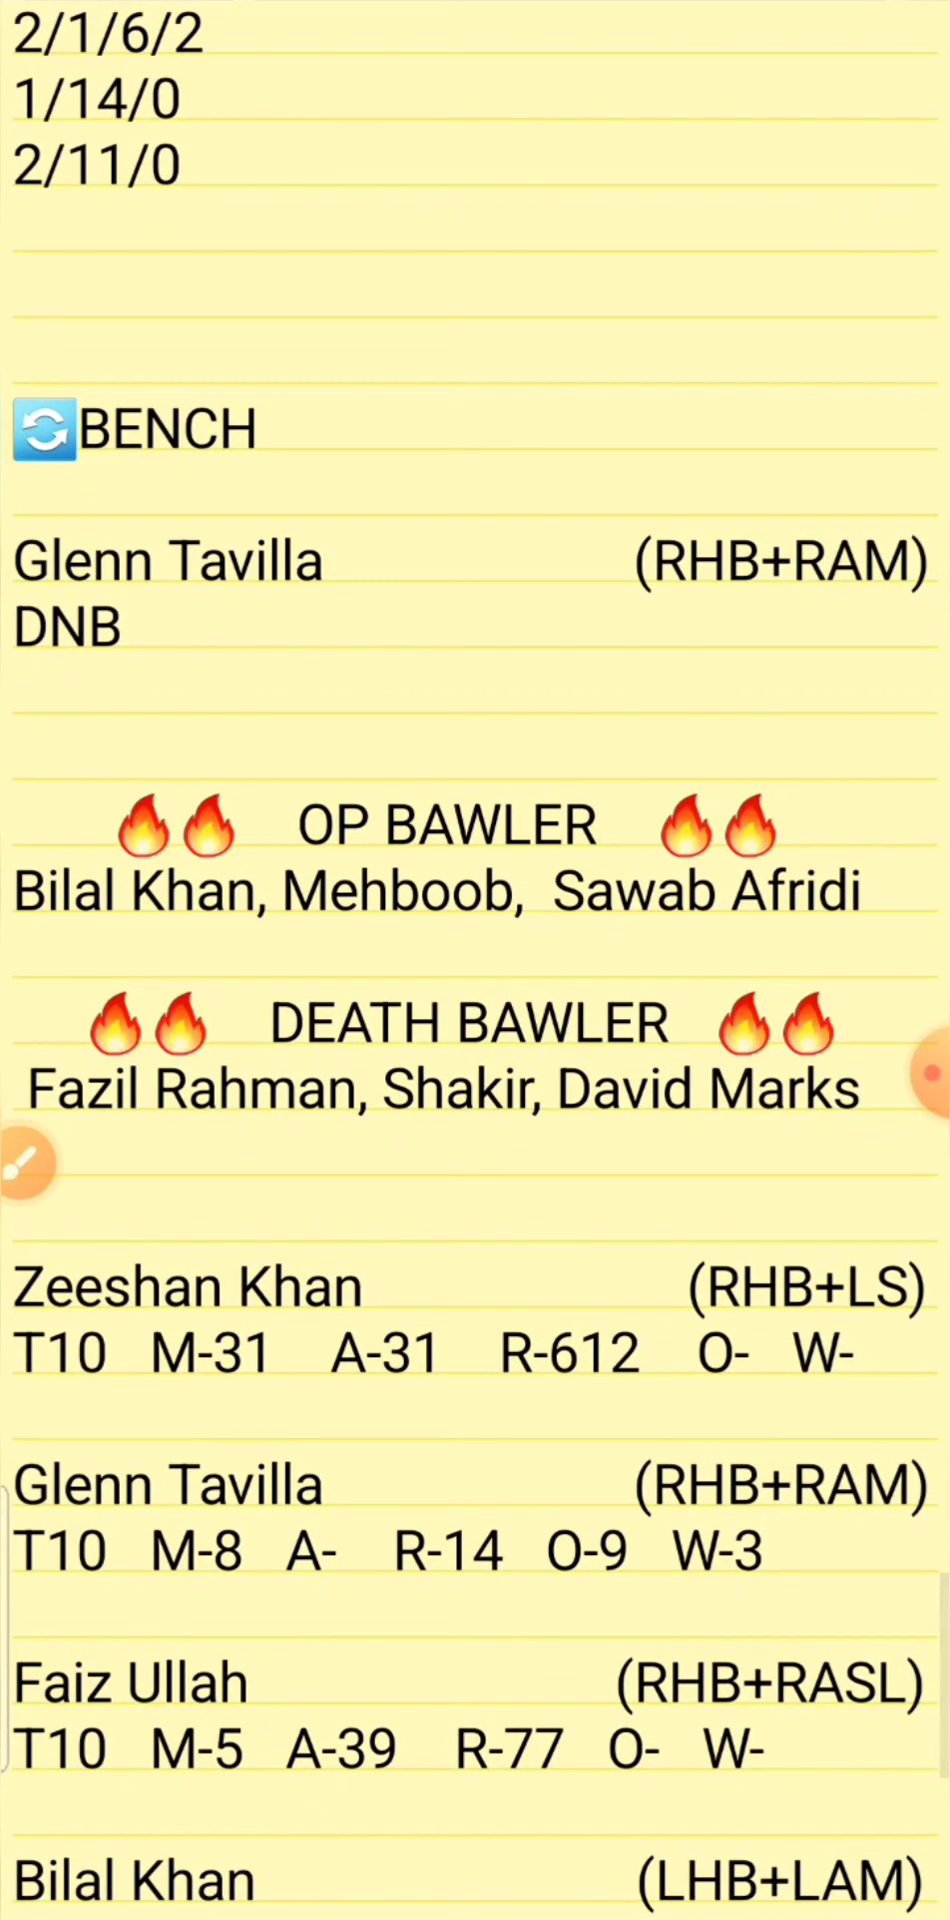 2/1/6/2
1/14/0
2/11/0
🔄BENCH
Glenn Tavilla (RHB+RAM)
DNB
🔥🔥 OP BAWLER 🔥🔥
Bilal Khan, Mehboob, Sawab Afridi
🔥🔥 DEATH BAWLER 🔥🔥
Fazil Rahman, Shakir, David Marks
Zeeshan Khan (RHB+LS)
T10 M-31 A-31 R-612 O- W-
Glenn Tavilla (RHB+RAM)
T10 M-8 A- R-14 O-9 W-3
Faiz Ullah (RHB+RASL)
T10 M-5 A-39 R-77 O- W-
Bilal Khan (LHB+LAM)